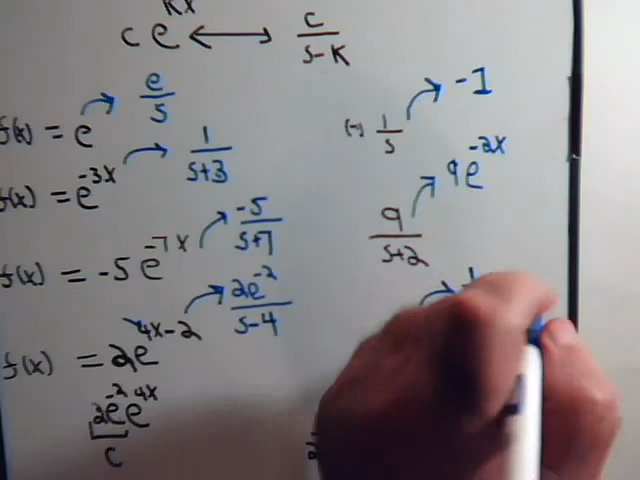 ce^{kx} ⟷ c/(s-k)
f(x) = e → e/s
f(x) = e^{-3x} → 1/(s+3)
f(x) = -5e^{-7x} → -5/(s+7)
f(x) = 2e^{4x-2} → 2e^{-2}/(s-4)
2e^{-2}e^{4x}
c
(-) 1/s → -1
9/(s+2) → 9e^{-2x}